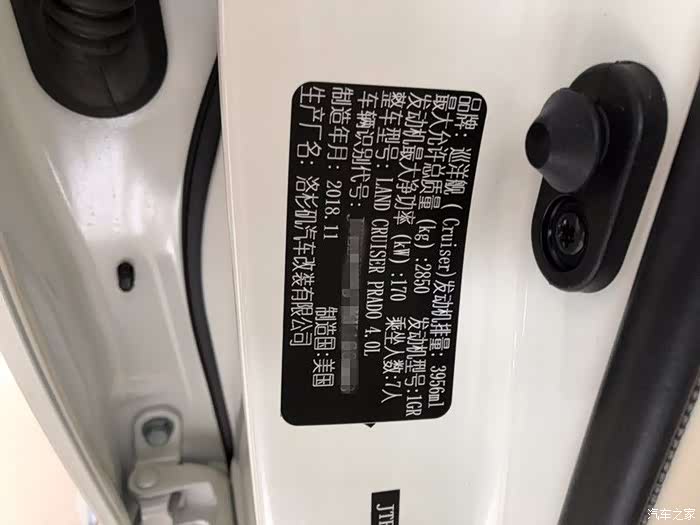 品牌: 巡洋舰 (Cruiser) 发动机排量: 3956ml
最大允许总质量 (kg) :2850 发动机型号:1GR
发动机最大净功率 (kW) :170 乘坐人数:7人
整车型号: LAND CRUISER PRADO 4.0L
车辆识别代号:
制造年月: 2018.11 制造国:美国
生产厂名: 洛杉矶汽车改装有限公司
JTE
汽车之家